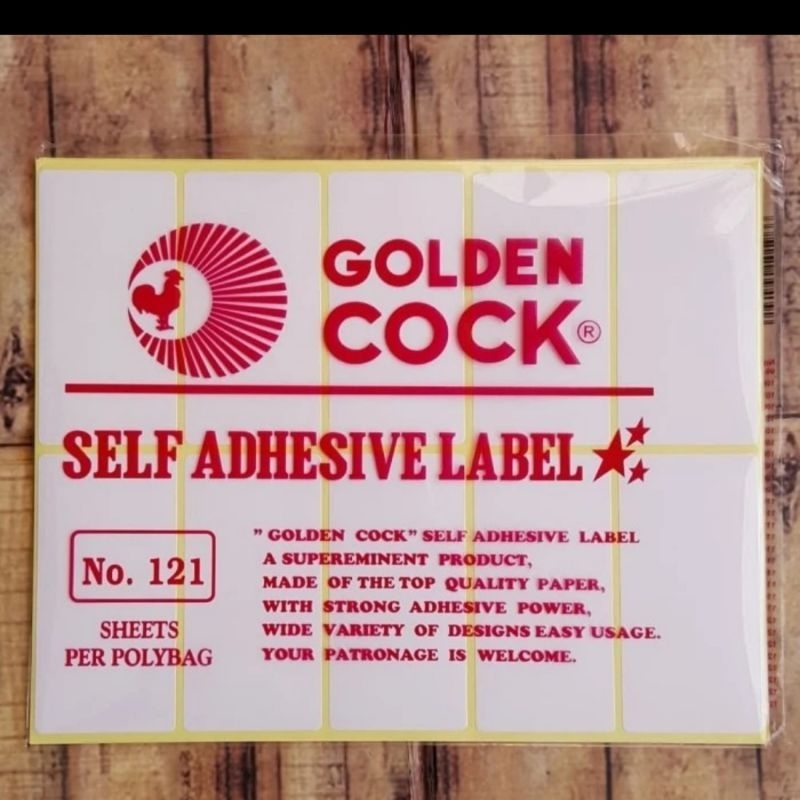 GOLDEN
COCK®
SELF ADHESIVE LABEL
No. 121
SHEETS
PER POLYBAG
" GOLDEN COCK" SELF ADHESIVE LABEL
A SUPEREMINENT PRODUCT,
MADE OF THE TOP QUALITY PAPER,
WITH STRONG ADHESIVE POWER,
WIDE VARIETY OF DESIGNS EASY USAGE.
YOUR PATRONAGE IS WELCOME.